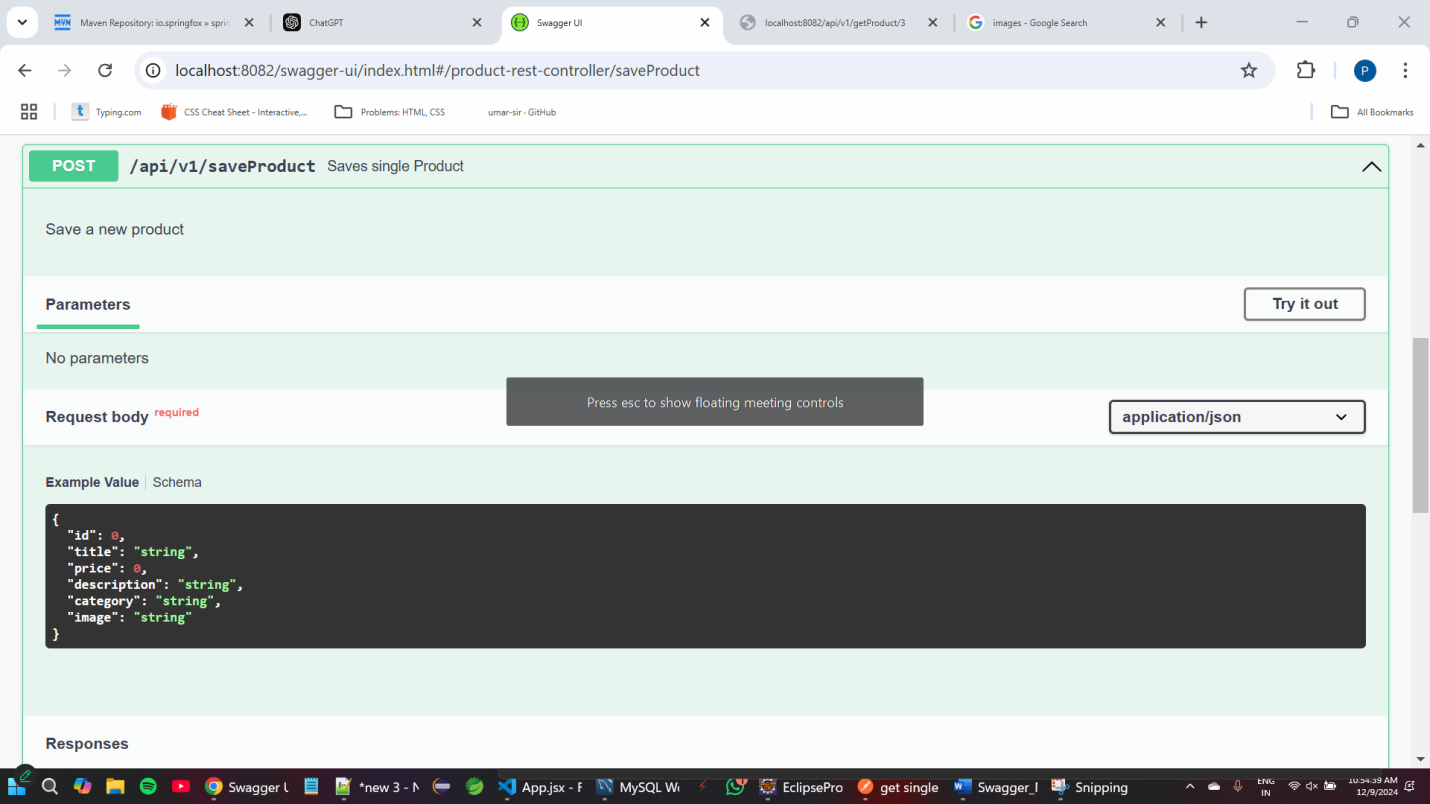 Maven Repository: io.springfox » sprin
ChatGPT
Swagger UI
localhost:8082/api/v1/getProduct/3
images - Google Search
localhost:8082/swagger-ui/index.html#/product-rest-controller/saveProduct
P
Typing.com
CSS Cheat Sheet - Interactive,...
Problems: HTML, CSS
umar-sir - GitHub
All Bookmarks
POST /api/v1/saveProduct Saves single Product
Save a new product
Parameters
Try it out
No parameters
Press esc to show floating meeting controls
Request body required
application/json
Example Value Schema
{
"id": 0,
"title": "string",
"price": 0,
"description": "string",
"category": "string",
"image": "string"
}
Responses
Swagger U
*new 3 - N
App.jsx - F
MySQL Wo
EclipsePro
get single
Swagger_I
Snipping
ENG
IN
10:54:39 AM
12/9/2024